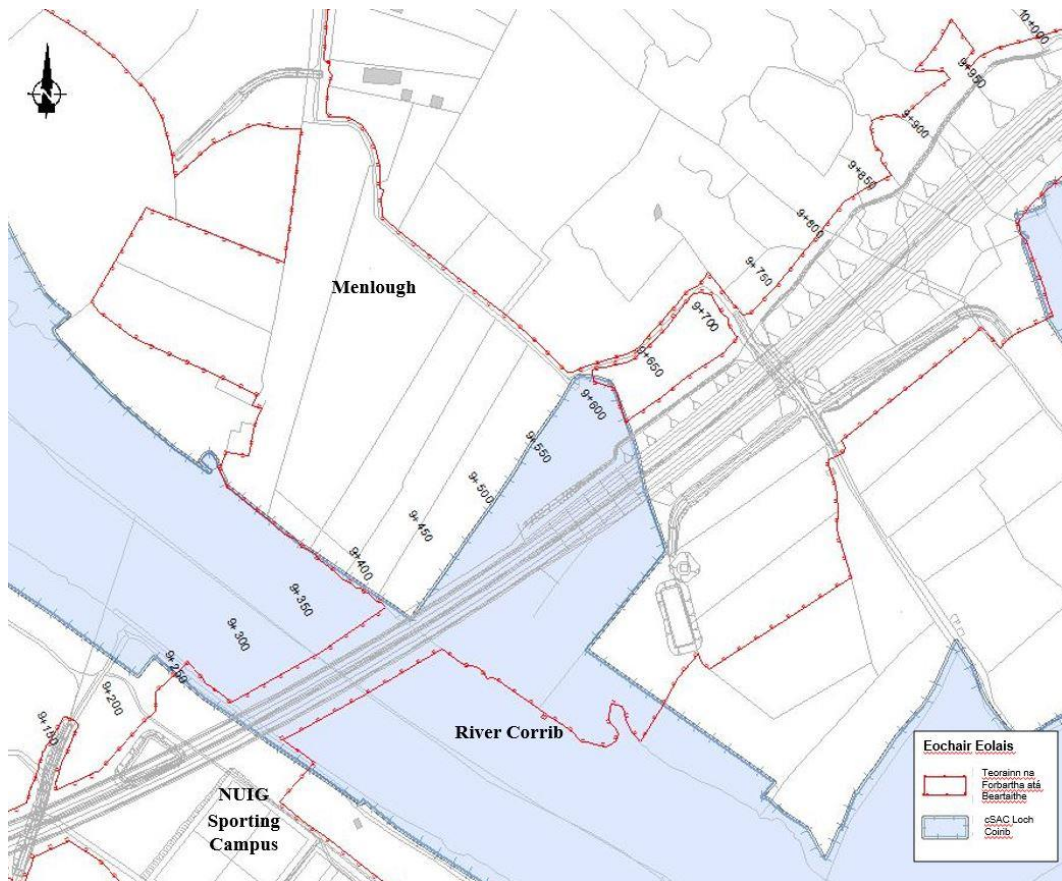 N
10+000
9+950
9+900
9+850
9+800
9+750
9+700
9+650
9+600
9+550
9+500
9+450
9+400
9+350
9+300
9+250
9+200
9+150
Menlough
River Corrib
NUIG
Sporting
Campus
Eochair Eolais
Teorainn na
Forbartha atá
Beartaithe
cSAC Loch
Coirib